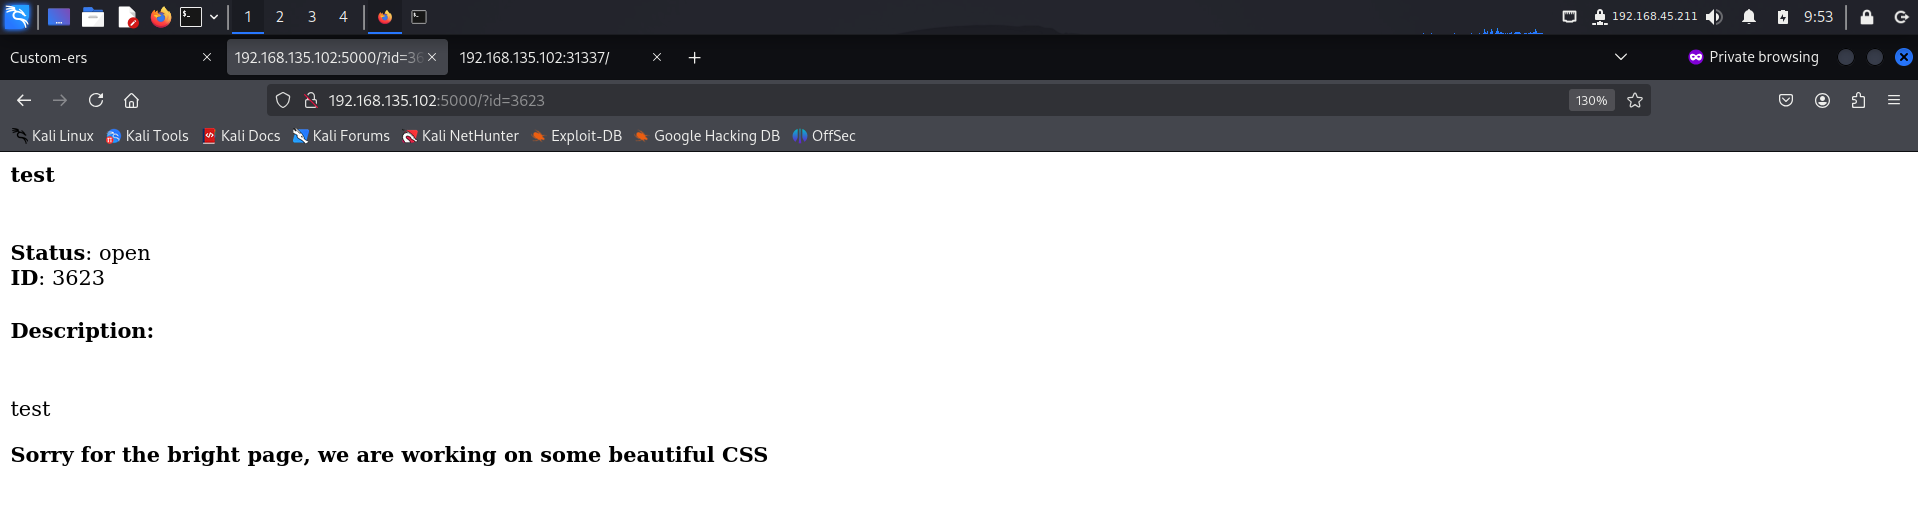 1 2 3 4 192.168.45.211 9:53
Custom-ers 192.168.135.102:5000/?id=36 192.168.135.102:31337/ Private browsing
192.168.135.102:5000/?id=3623 130%
Kali Linux Kali Tools Kali Docs Kali Forums Kali NetHunter Exploit-DB Google Hacking DB OffSec
test
Status: open
ID: 3623
Description:
test
Sorry for the bright page, we are working on some beautiful CSS